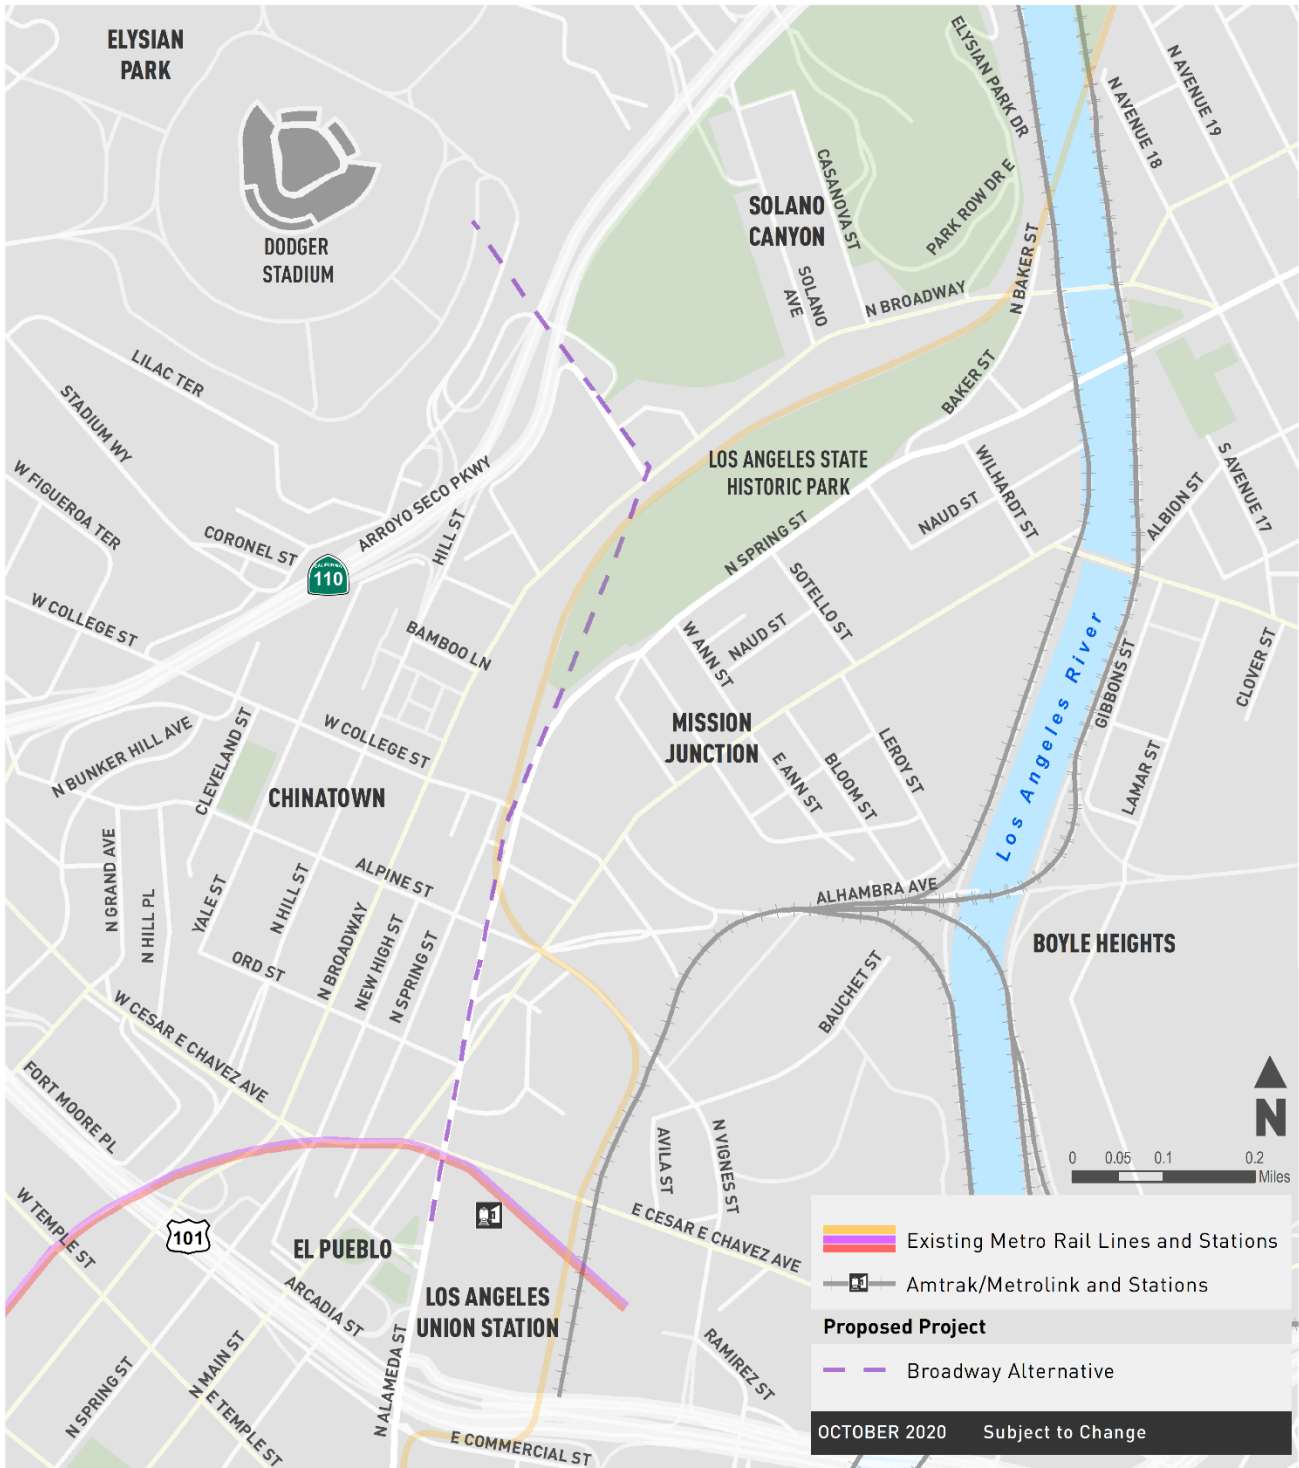 ELYSIAN
PARK
ELYSIAN PARK DR
N AVENUE 19
N AVENUE 18
CASANOVA ST
SOLANO
CANYON
PARK ROW DR E
DODGER
STADIUM
SOLANO
AVE
N BROADWAY
N BAKER ST
LILAC TER
BAKER ST
STADIUM WY
LOS ANGELES STATE
HISTORIC PARK
WILHARDT ST
S AVENUE 17
W FIGUEROA TER
ARROYO SECO PKWY
NAUD ST
ALBION ST
CORONEL ST
HILL ST
N SPRING ST
CALIFORNIA
110
SOTELLO ST
W COLLEGE ST
BAMBOO LN
W ANN ST
NAUD ST
Los Angeles River
GIBBONS ST
CLOVER ST
N BUNKER HILL AVE
CLEVELAND ST
W COLLEGE ST
MISSION
JUNCTION
LEROY ST
E ANN ST
BLOOM ST
LAMAR ST
CHINATOWN
N GRAND AVE
N HILL PL
YALE ST
N HILL ST
ALPINE ST
ALHAMBRA AVE
ORD ST
N BROADWAY
NEW HIGH ST
N SPRING ST
BOYLE HEIGHTS
BAUCHET ST
W CESAR E CHAVEZ AVE
FORT MOORE PL
N
AVILA ST
N VIGNES ST
0 0.05 0.1 0.2
Miles
W TEMPLE ST
101
EL PUEBLO
E CESAR E CHAVEZ AVE
ARCADIA ST
LOS ANGELES
UNION STATION
N SPRING ST
N MAIN ST
E TEMPLE ST
N ALAMEDA ST
RAMIREZ ST
E COMMERCIAL ST
Existing Metro Rail Lines and Stations
Amtrak/Metrolink and Stations
Proposed Project
Broadway Alternative
OCTOBER 2020 Subject to Change